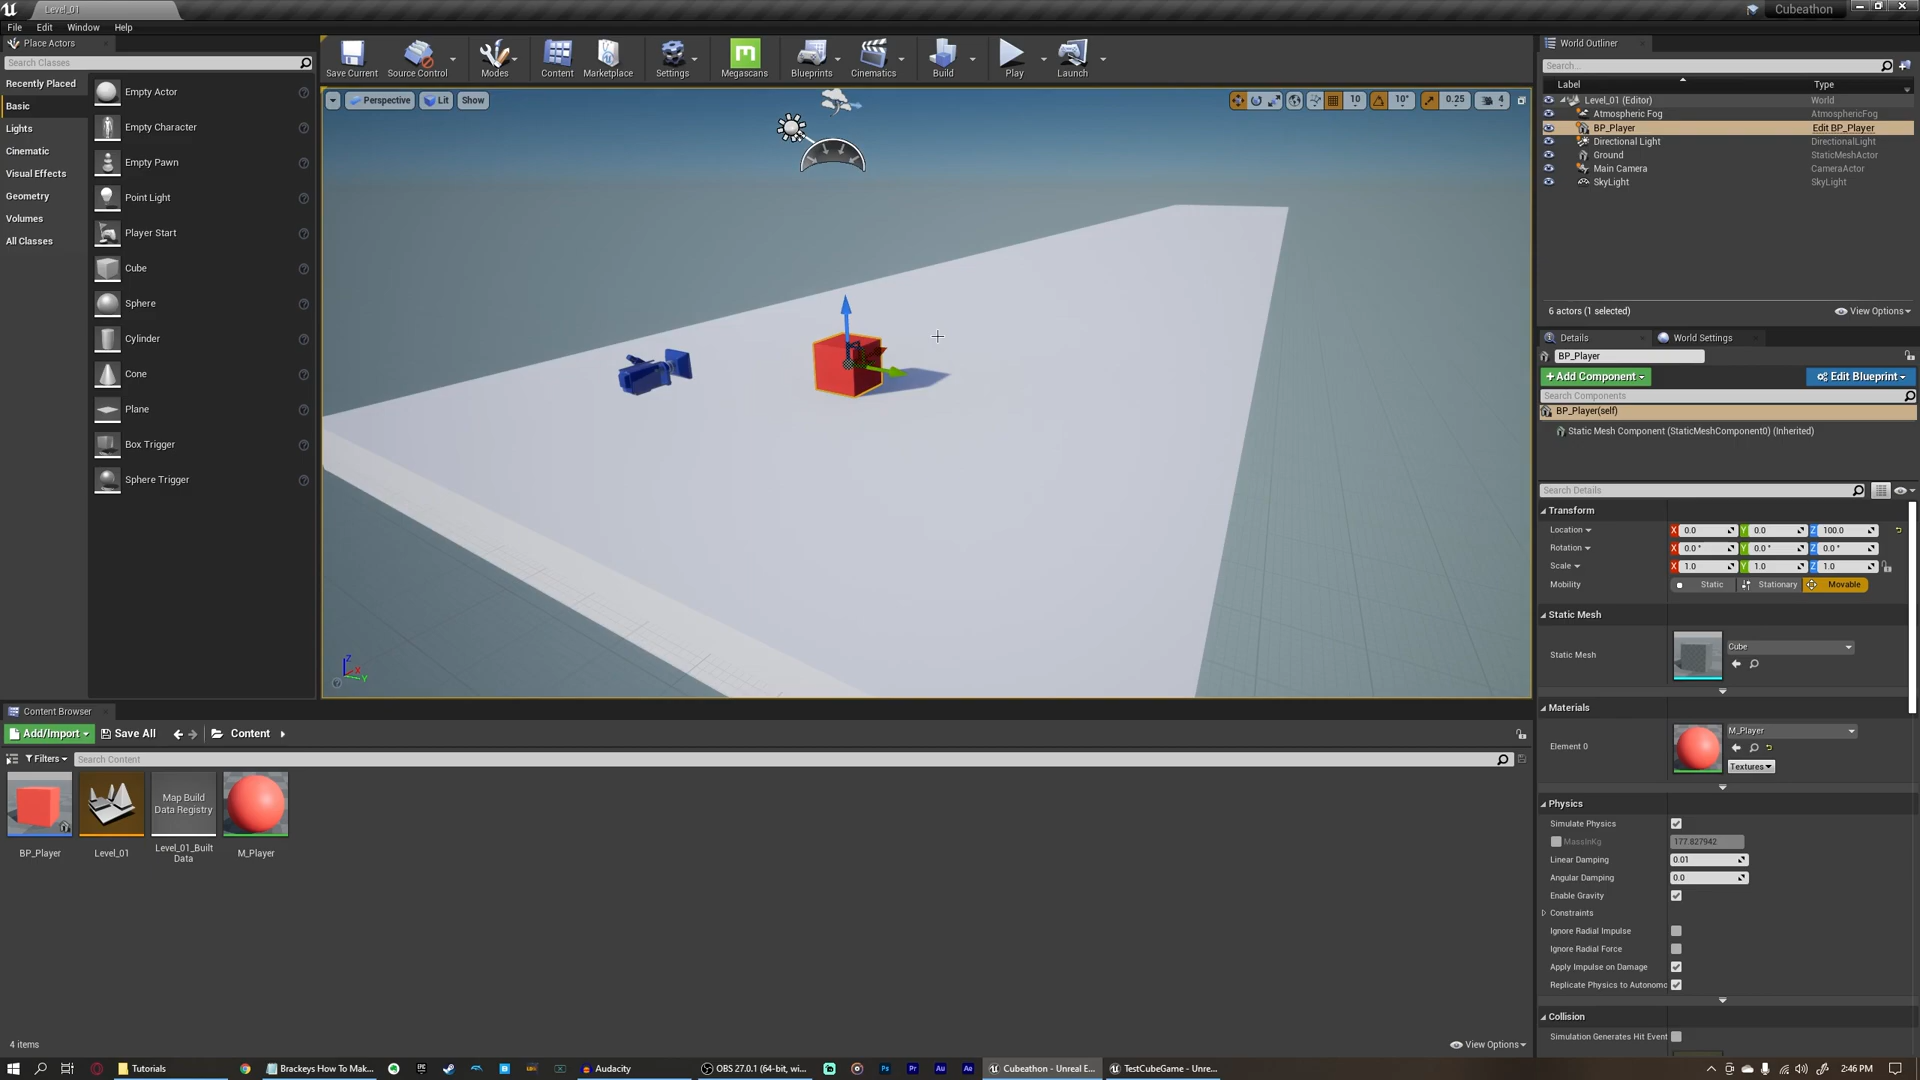 Level_01
Cubeathon
File Edit Window Help
Place Actors
Search Classes
Recently Placed
Basic
Lights
Cinematic
Visual Effects
Geometry
Volumes
All Classes
Empty Actor
Empty Character
Empty Pawn
Point Light
Player Start
Cube
Sphere
Cylinder
Cone
Plane
Box Trigger
Sphere Trigger
Save Current
Source Control
Modes
Content
Marketplace
Settings
Megascans
Blueprints
Cinematics
Build
Play
Launch
Perspective Lit Show
10 10° 0.25 4
World Outliner
Search...
Label Type
Level_01 (Editor) World
Atmospheric Fog AtmosphericFog
BP_Player Edit BP_Player
Directional Light DirectionalLight
Ground StaticMeshActor
Main Camera CameraActor
SkyLight SkyLight
6 actors (1 selected) View Options
Details World Settings
BP_Player
+Add Component Edit Blueprint
Search Components
BP_Player(self)
Static Mesh Component (StaticMeshComponent0) (Inherited)
Search Details
Transform
Location X 0.0 Y 0.0 Z 100.0
Rotation X 0.0 ° Y 0.0 ° Z 0.0 °
Scale X 1.0 Y 1.0 Z 1.0
Mobility Static Stationary Movable
Static Mesh
Static Mesh Cube
Materials
Element 0 M_Player
Textures
Physics
Simulate Physics
MassInKg 177.827942
Linear Damping 0.01
Angular Damping 0.0
Enable Gravity
Constraints
Ignore Radial Impulse
Ignore Radial Force
Apply Impulse on Damage
Replicate Physics to Autonomo
Collision
Simulation Generates Hit Event
Z X Y
Content Browser
Add/Import Save All Content
Filters Search Content
Map Build
Data Registry
BP_Player
Level_01
Level_01_Built
Data
M_Player
4 items View Options
Tutorials
Brackeys How To Mak...
Audacity
OBS 27.0.1 (64-bit, wi...
Cubeathon - Unreal E...
TestCubeGame - Unre...
2:46 PM